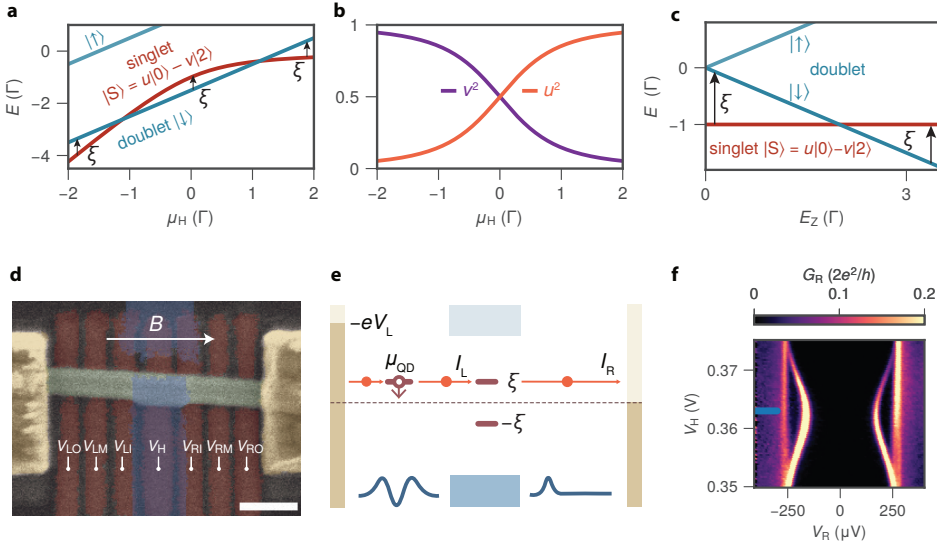 a
b
c
|↑⟩
singlet
|S⟩ = u|0⟩ − v|2⟩
ξ
ξ
ξ
doublet |↓⟩
E (Γ)
0
−2
−4
−2
−1
0
1
2
μH (Γ)
1
0.5
0
v²
u²
−2
−1
0
1
2
μH (Γ)
|↑⟩
doublet
|↓⟩
ξ
ξ
singlet |S⟩ = u|0⟩−v|2⟩
E (Γ)
0
−1
0
2
EZ (Γ)
d
e
f
B
VLO
VLM
VLI
VH
VRI
VRM
VRO
−eVL
μQD
IL
IR
ξ
−ξ
GR (2e²/h)
0
0.1
0.2
0.37
0.36
0.35
VH (V)
−250
0
250
VR (μV)